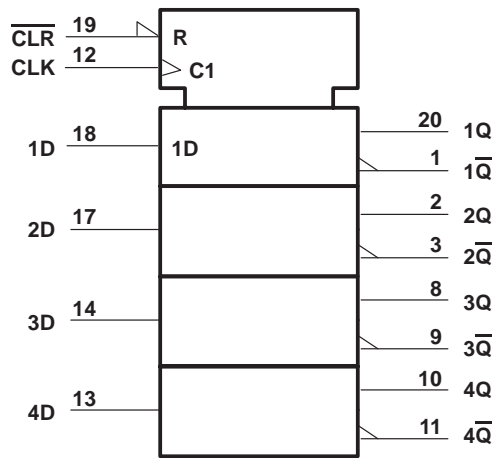 C̅L̅R̅ 19 R
CLK 12 C1
1D 18 1D 20 1Q
1 1Q̅
2D 17 2 2Q
3 2Q̅
3D 14 8 3Q
9 3Q̅
4D 13 10 4Q
11 4Q̅